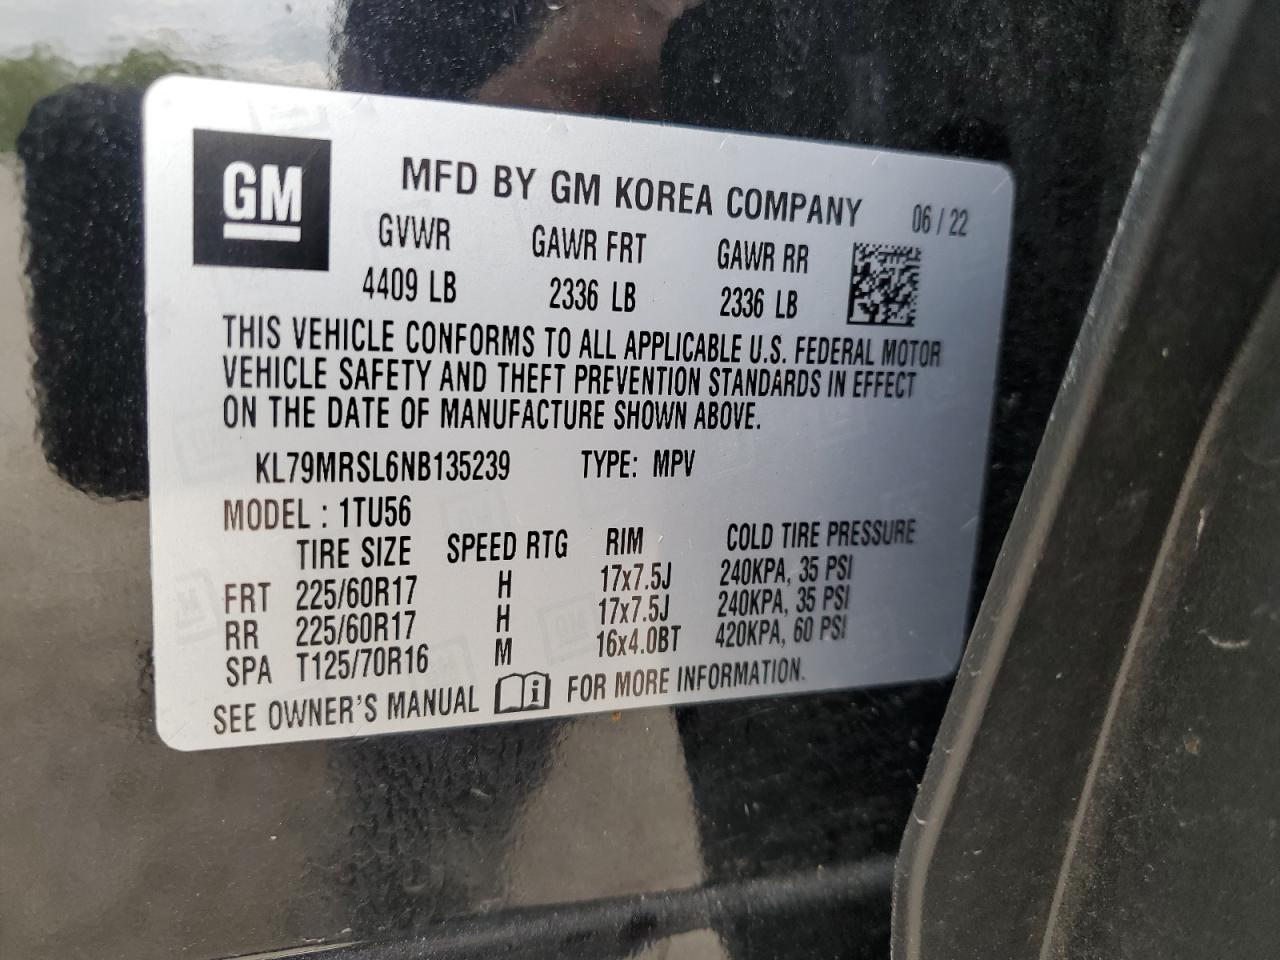 GM
MFD BY GM KOREA COMPANY 06 / 22
GVWR GAWR FRT GAWR RR
4409 LB 2336 LB 2336 LB
THIS VEHICLE CONFORMS TO ALL APPLICABLE U.S. FEDERAL MOTOR
VEHICLE SAFETY AND THEFT PREVENTION STANDARDS IN EFFECT
ON THE DATE OF MANUFACTURE SHOWN ABOVE.
KL79MRSL6NB135239 TYPE: MPV
MODEL : 1TU56
TIRE SIZE SPEED RTG RIM COLD TIRE PRESSURE
FRT 225/60R17 H 17x7.5J 240KPA, 35 PSI
RR 225/60R17 H 17x7.5J 240KPA, 35 PSI
SPA T125/70R16 M 16x4.0BT 420KPA, 60 PSI
SEE OWNER'S MANUAL i FOR MORE INFORMATION.